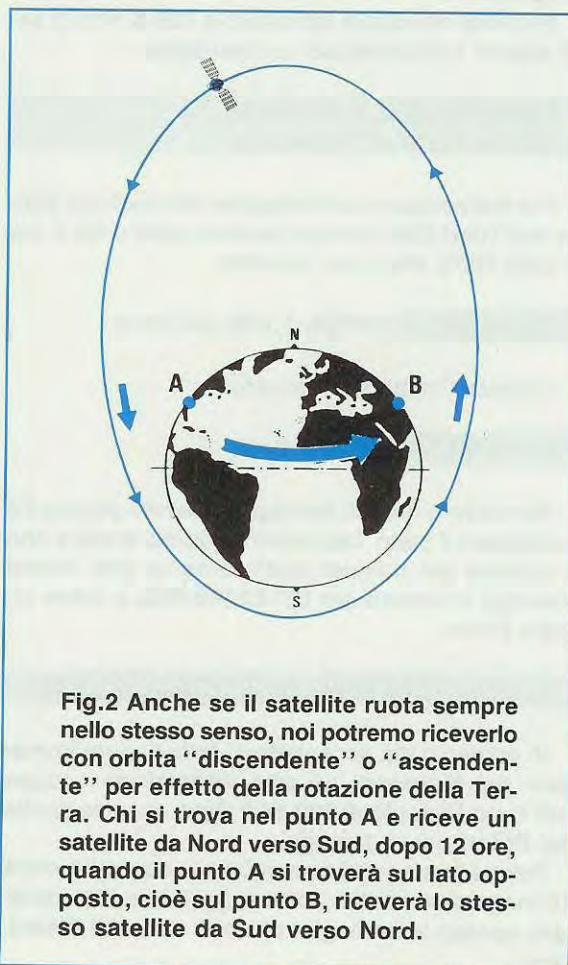 N
A
B
S
Fig.2 Anche se il satellite ruota sempre
nello stesso senso, noi potremo riceverlo
con orbita “discendente” o “ascenden-
te” per effetto della rotazione della Ter-
ra. Chi si trova nel punto A e riceve un
satellite da Nord verso Sud, dopo 12 ore,
quando il punto A si troverà sul lato op-
posto, cioè sul punto B, riceverà lo stes-
so satellite da Sud verso Nord.